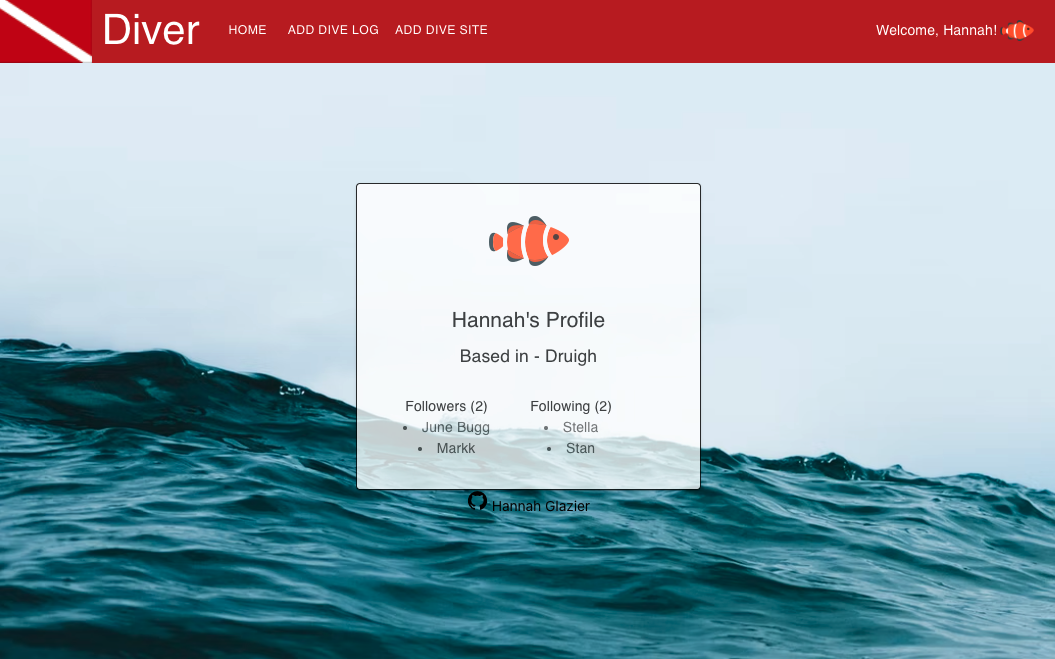 Diver HOME ADD DIVE LOG ADD DIVE SITE Welcome, Hannah!
Hannah's Profile
Based in - Druigh
Followers (2) Following (2)
• June Bugg • Stella
• Markk • Stan
Hannah Glazier